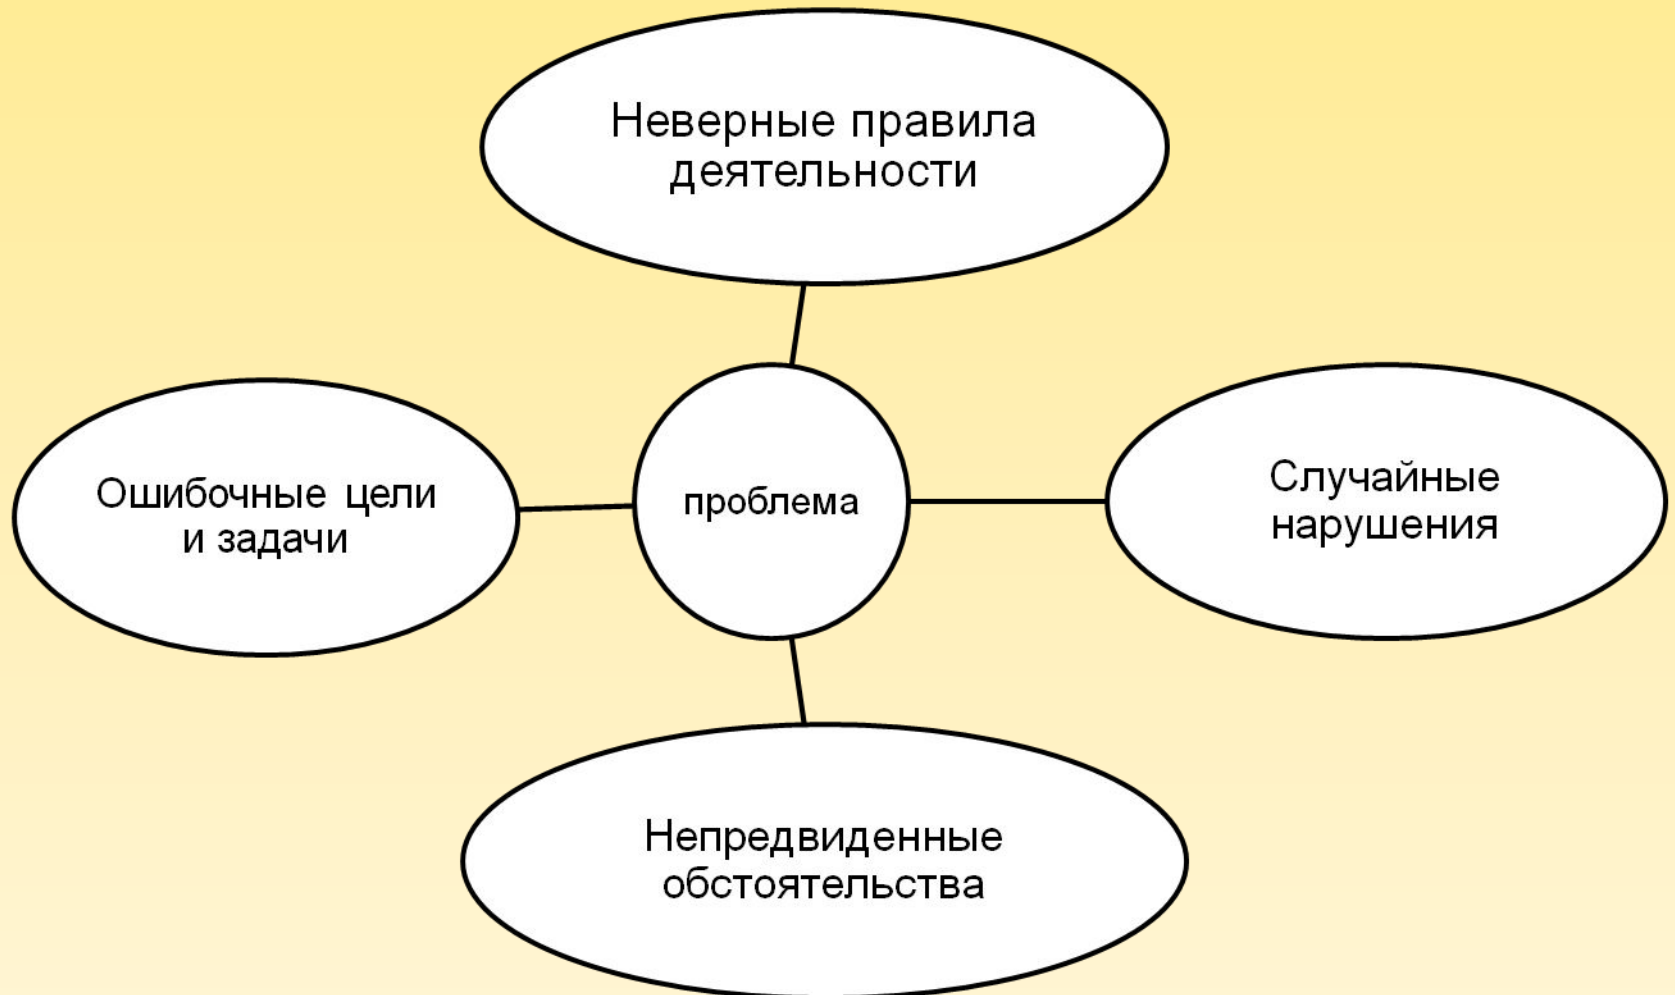 Неверные правила
деятельности
Ошибочные цели
и задачи
проблема
Случайные
нарушения
Непредвиденные
обстоятельства